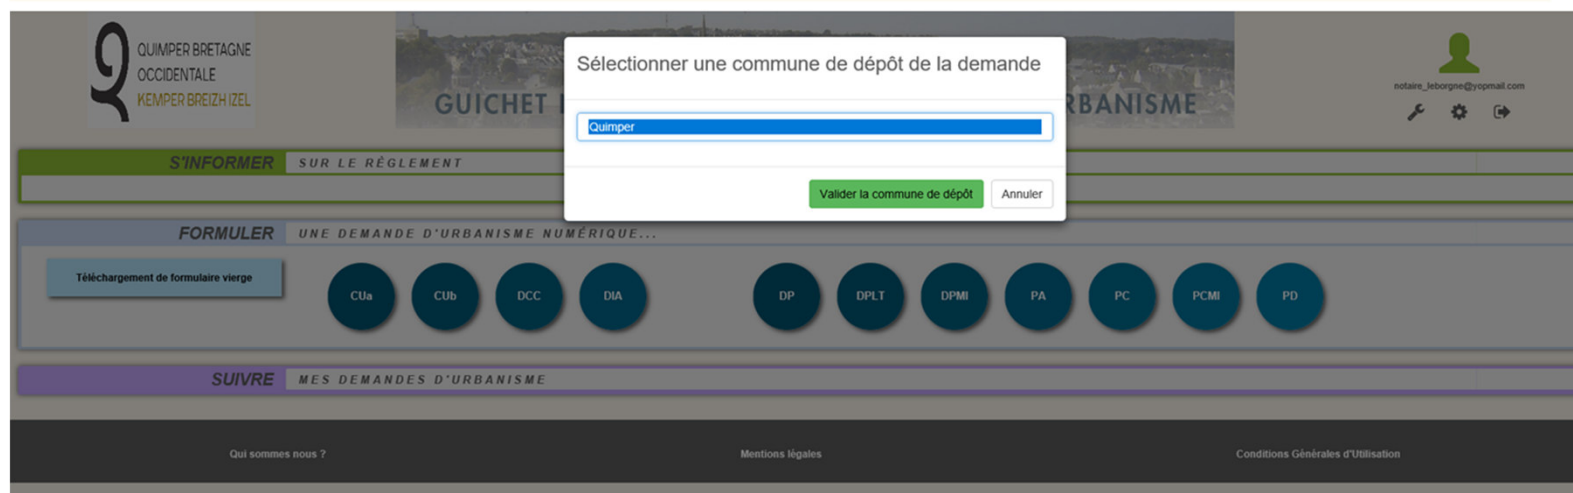 QUIMPER BRETAGNE
OCCIDENTALE
KEMPER BREIZH IZEL
Sélectionner une commune de dépôt de la demande
GUICHET
RBANISME
notaire_leborgne@yopmail.com
Quimper
S'INFORMER SUR LE RÈGLEMENT
Valider la commune de dépôt Annuler
FORMULER UNE DEMANDE D'URBANISME NUMÉRIQUE...
Téléchargement de formulaire vierge
CUa CUb DCC DIA DP DPLT DPMI PA PC PCMI PD
SUIVRE MES DEMANDES D'URBANISME
Qui sommes nous ? Mentions légales Conditions Générales d'Utilisation